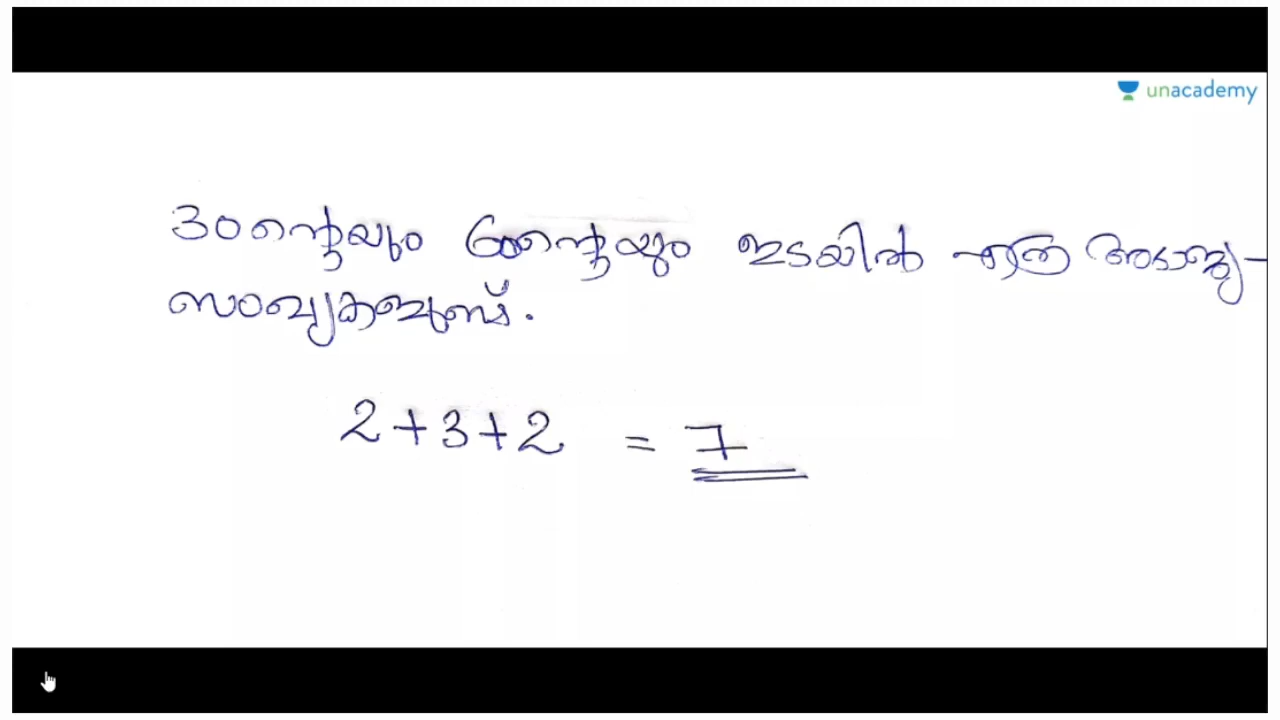 unacademy
30ന്റെയും 60ന്റെയും ഇടയിൽ എത്ര അഭാജ്യ-
സംഖ്യകളുണ്ട്.
2+3+2 = 7